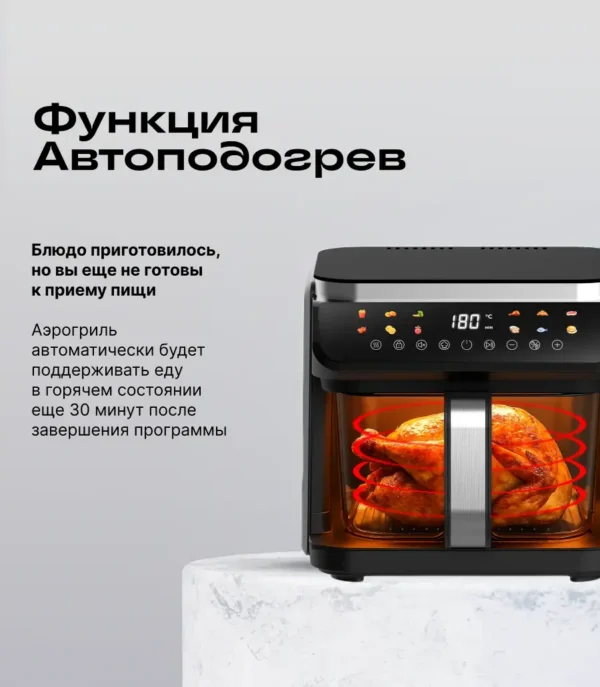 Функция
Автоподогрев
Блюдо приготовилось,
но вы еще не готовы
к приему пищи
Аэрогриль
автоматически будет
поддерживать еду
в горячем состоянии
еще 30 минут после
завершения программы
180 °C